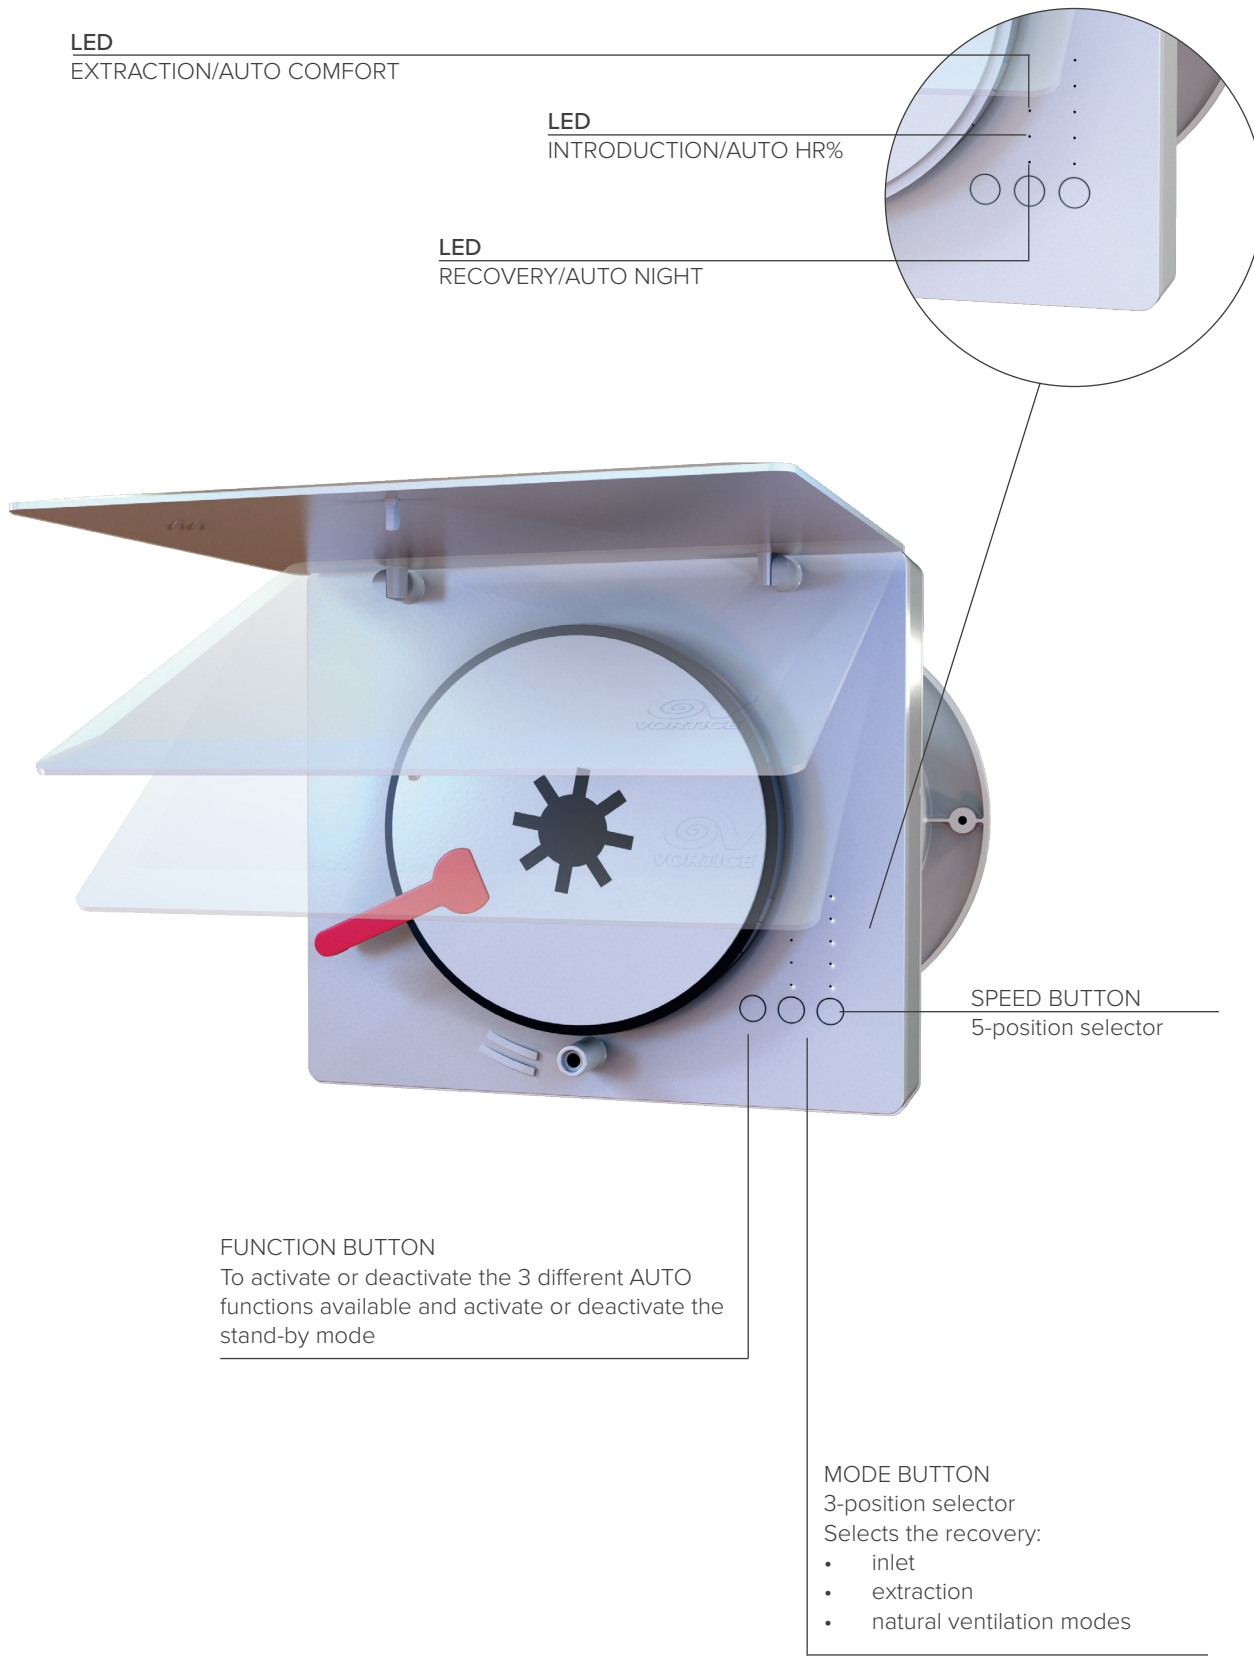 LED
EXTRACTION/AUTO COMFORT
LED
INTRODUCTION/AUTO HR%
LED
RECOVERY/AUTO NIGHT
VORTICE
VORTICE
SPEED BUTTON
5-position selector
FUNCTION BUTTON
To activate or deactivate the 3 different AUTO
functions available and activate or deactivate the
stand-by mode
MODE BUTTON
3-position selector
Selects the recovery:
• inlet
• extraction
• natural ventilation modes